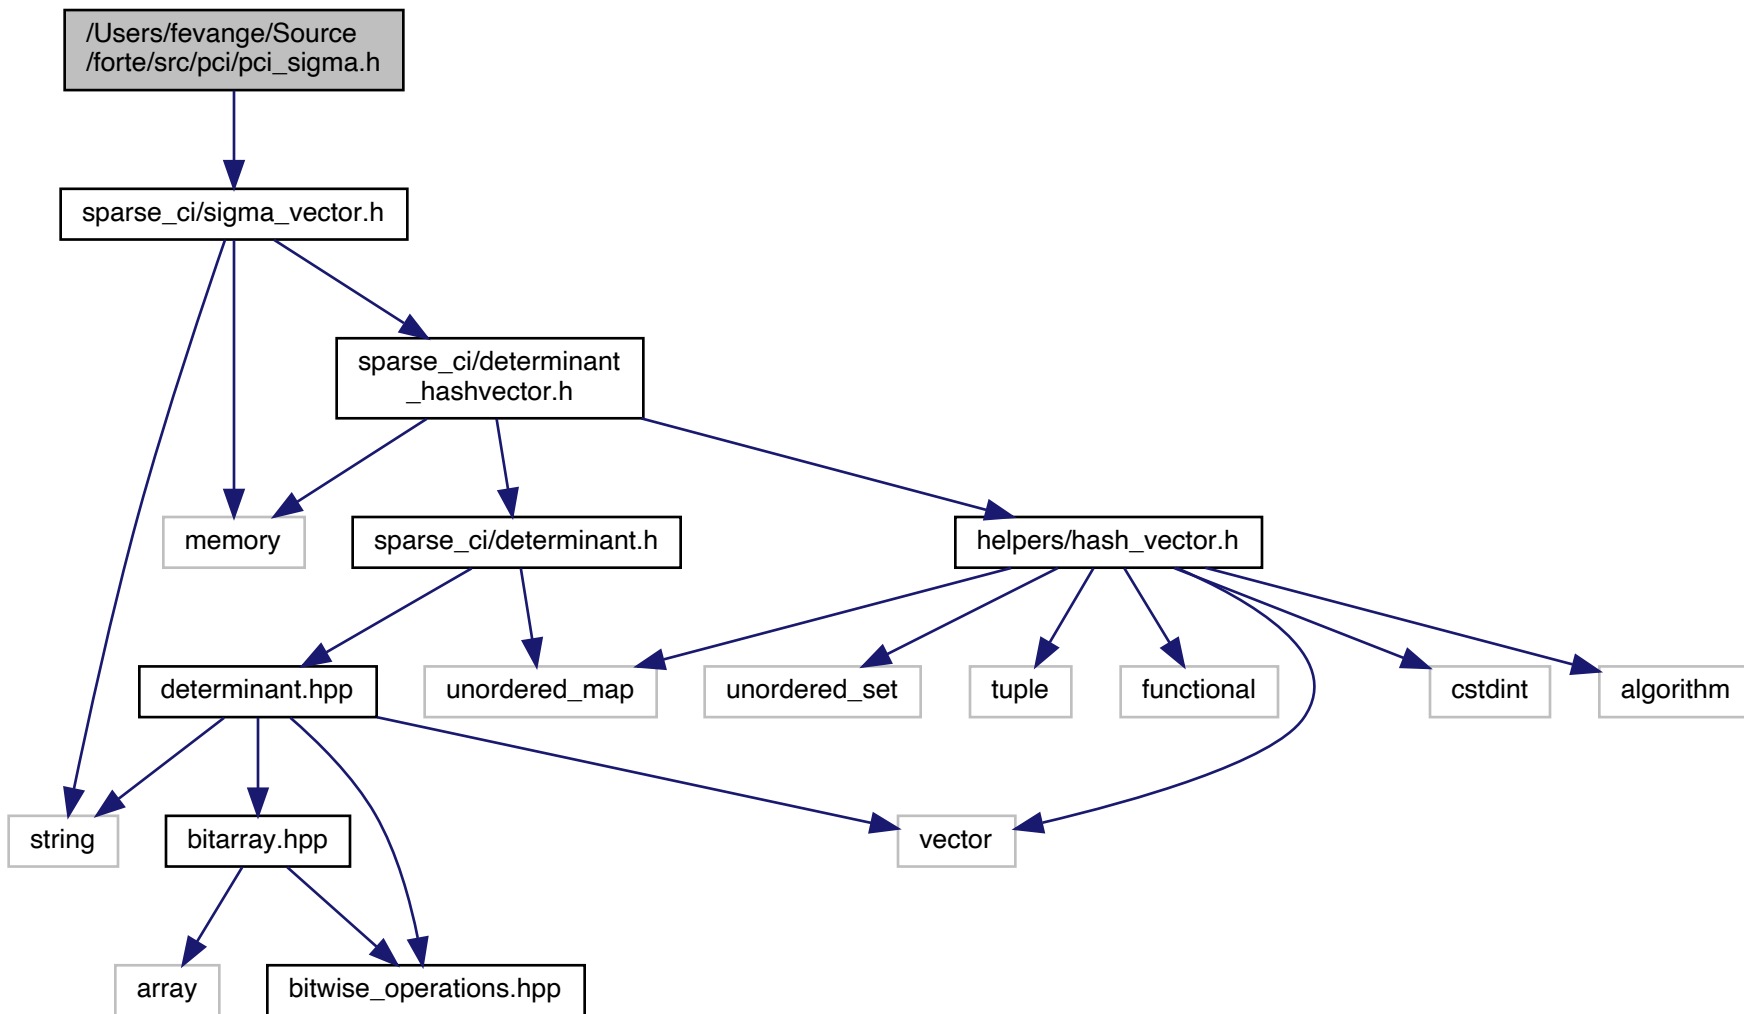 /Users/fevange/Source
/forte/src/pci/pci_sigma.h
sparse_ci/sigma_vector.h
sparse_ci/determinant
_hashvector.h
memory
sparse_ci/determinant.h
helpers/hash_vector.h
determinant.hpp
unordered_map
unordered_set
tuple
functional
cstdint
algorithm
string
bitarray.hpp
vector
array
bitwise_operations.hpp